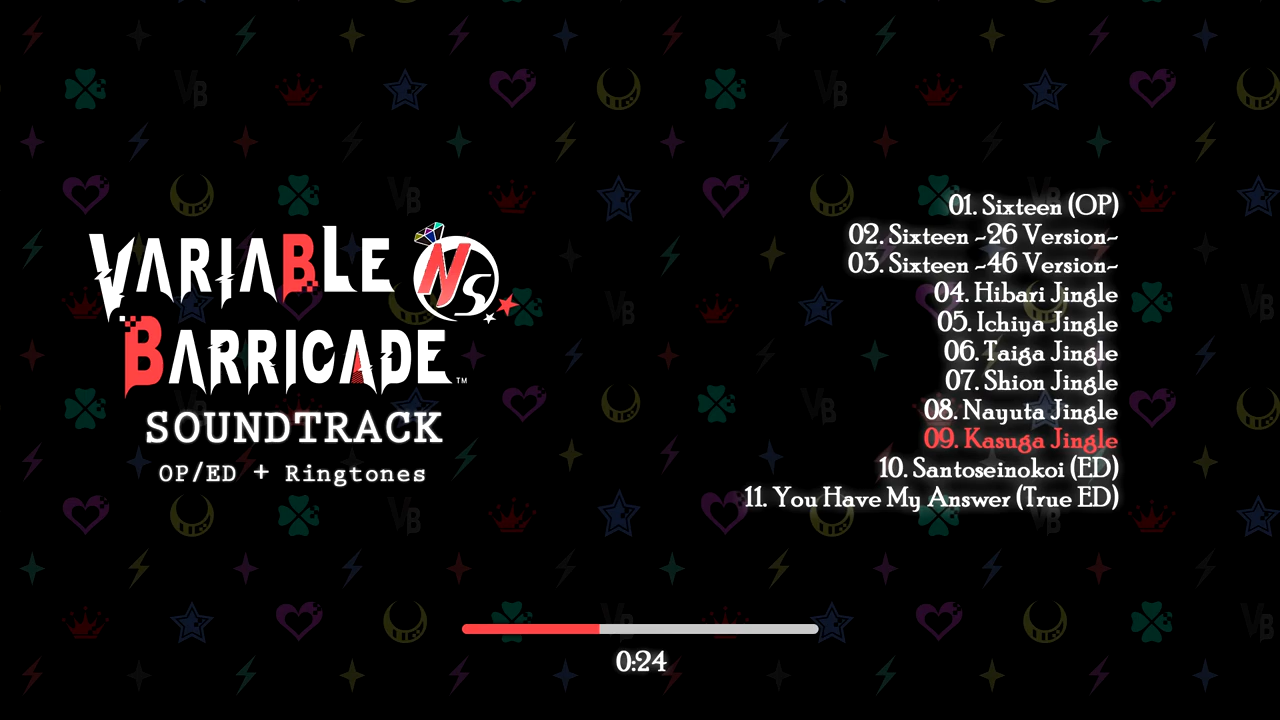 VARIABLE NS
BARRICADE TM
SOUNDTRACK
OP/ED + Ringtones
01. Sixteen (OP)
02. Sixteen ~26 Version~
03. Sixteen ~46 Version~
04. Hibari Jingle
05. Ichiya Jingle
06. Taiga Jingle
07. Shion Jingle
08. Nayuta Jingle
09. Kasuga Jingle
10. Santoseinokoi (ED)
11. You Have My Answer (True ED)
0:24